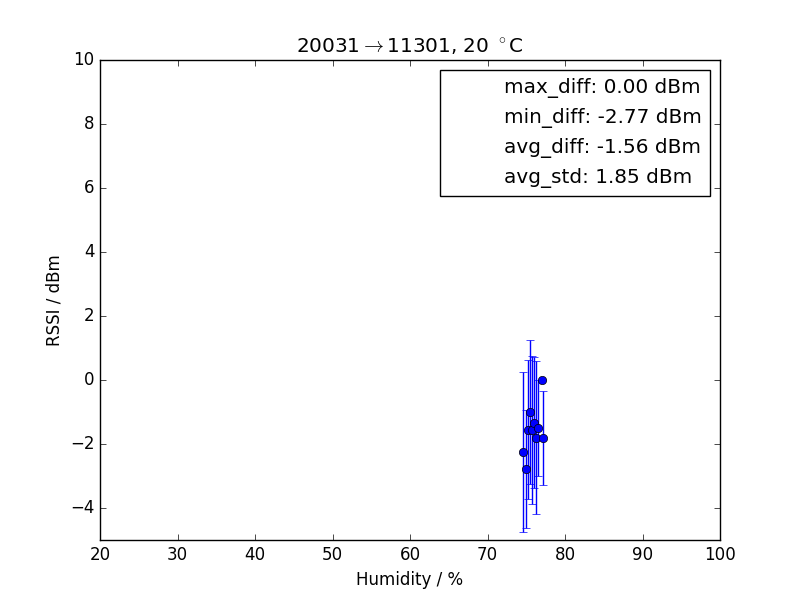 20031→11301, 20 °C
max_diff: 0.00 dBm
min_diff: -2.77 dBm
avg_diff: -1.56 dBm
avg_std: 1.85 dBm
10
8
6
4
2
0
−2
−4
RSSI / dBm
20 30 40 50 60 70 80 90 100
Humidity / %